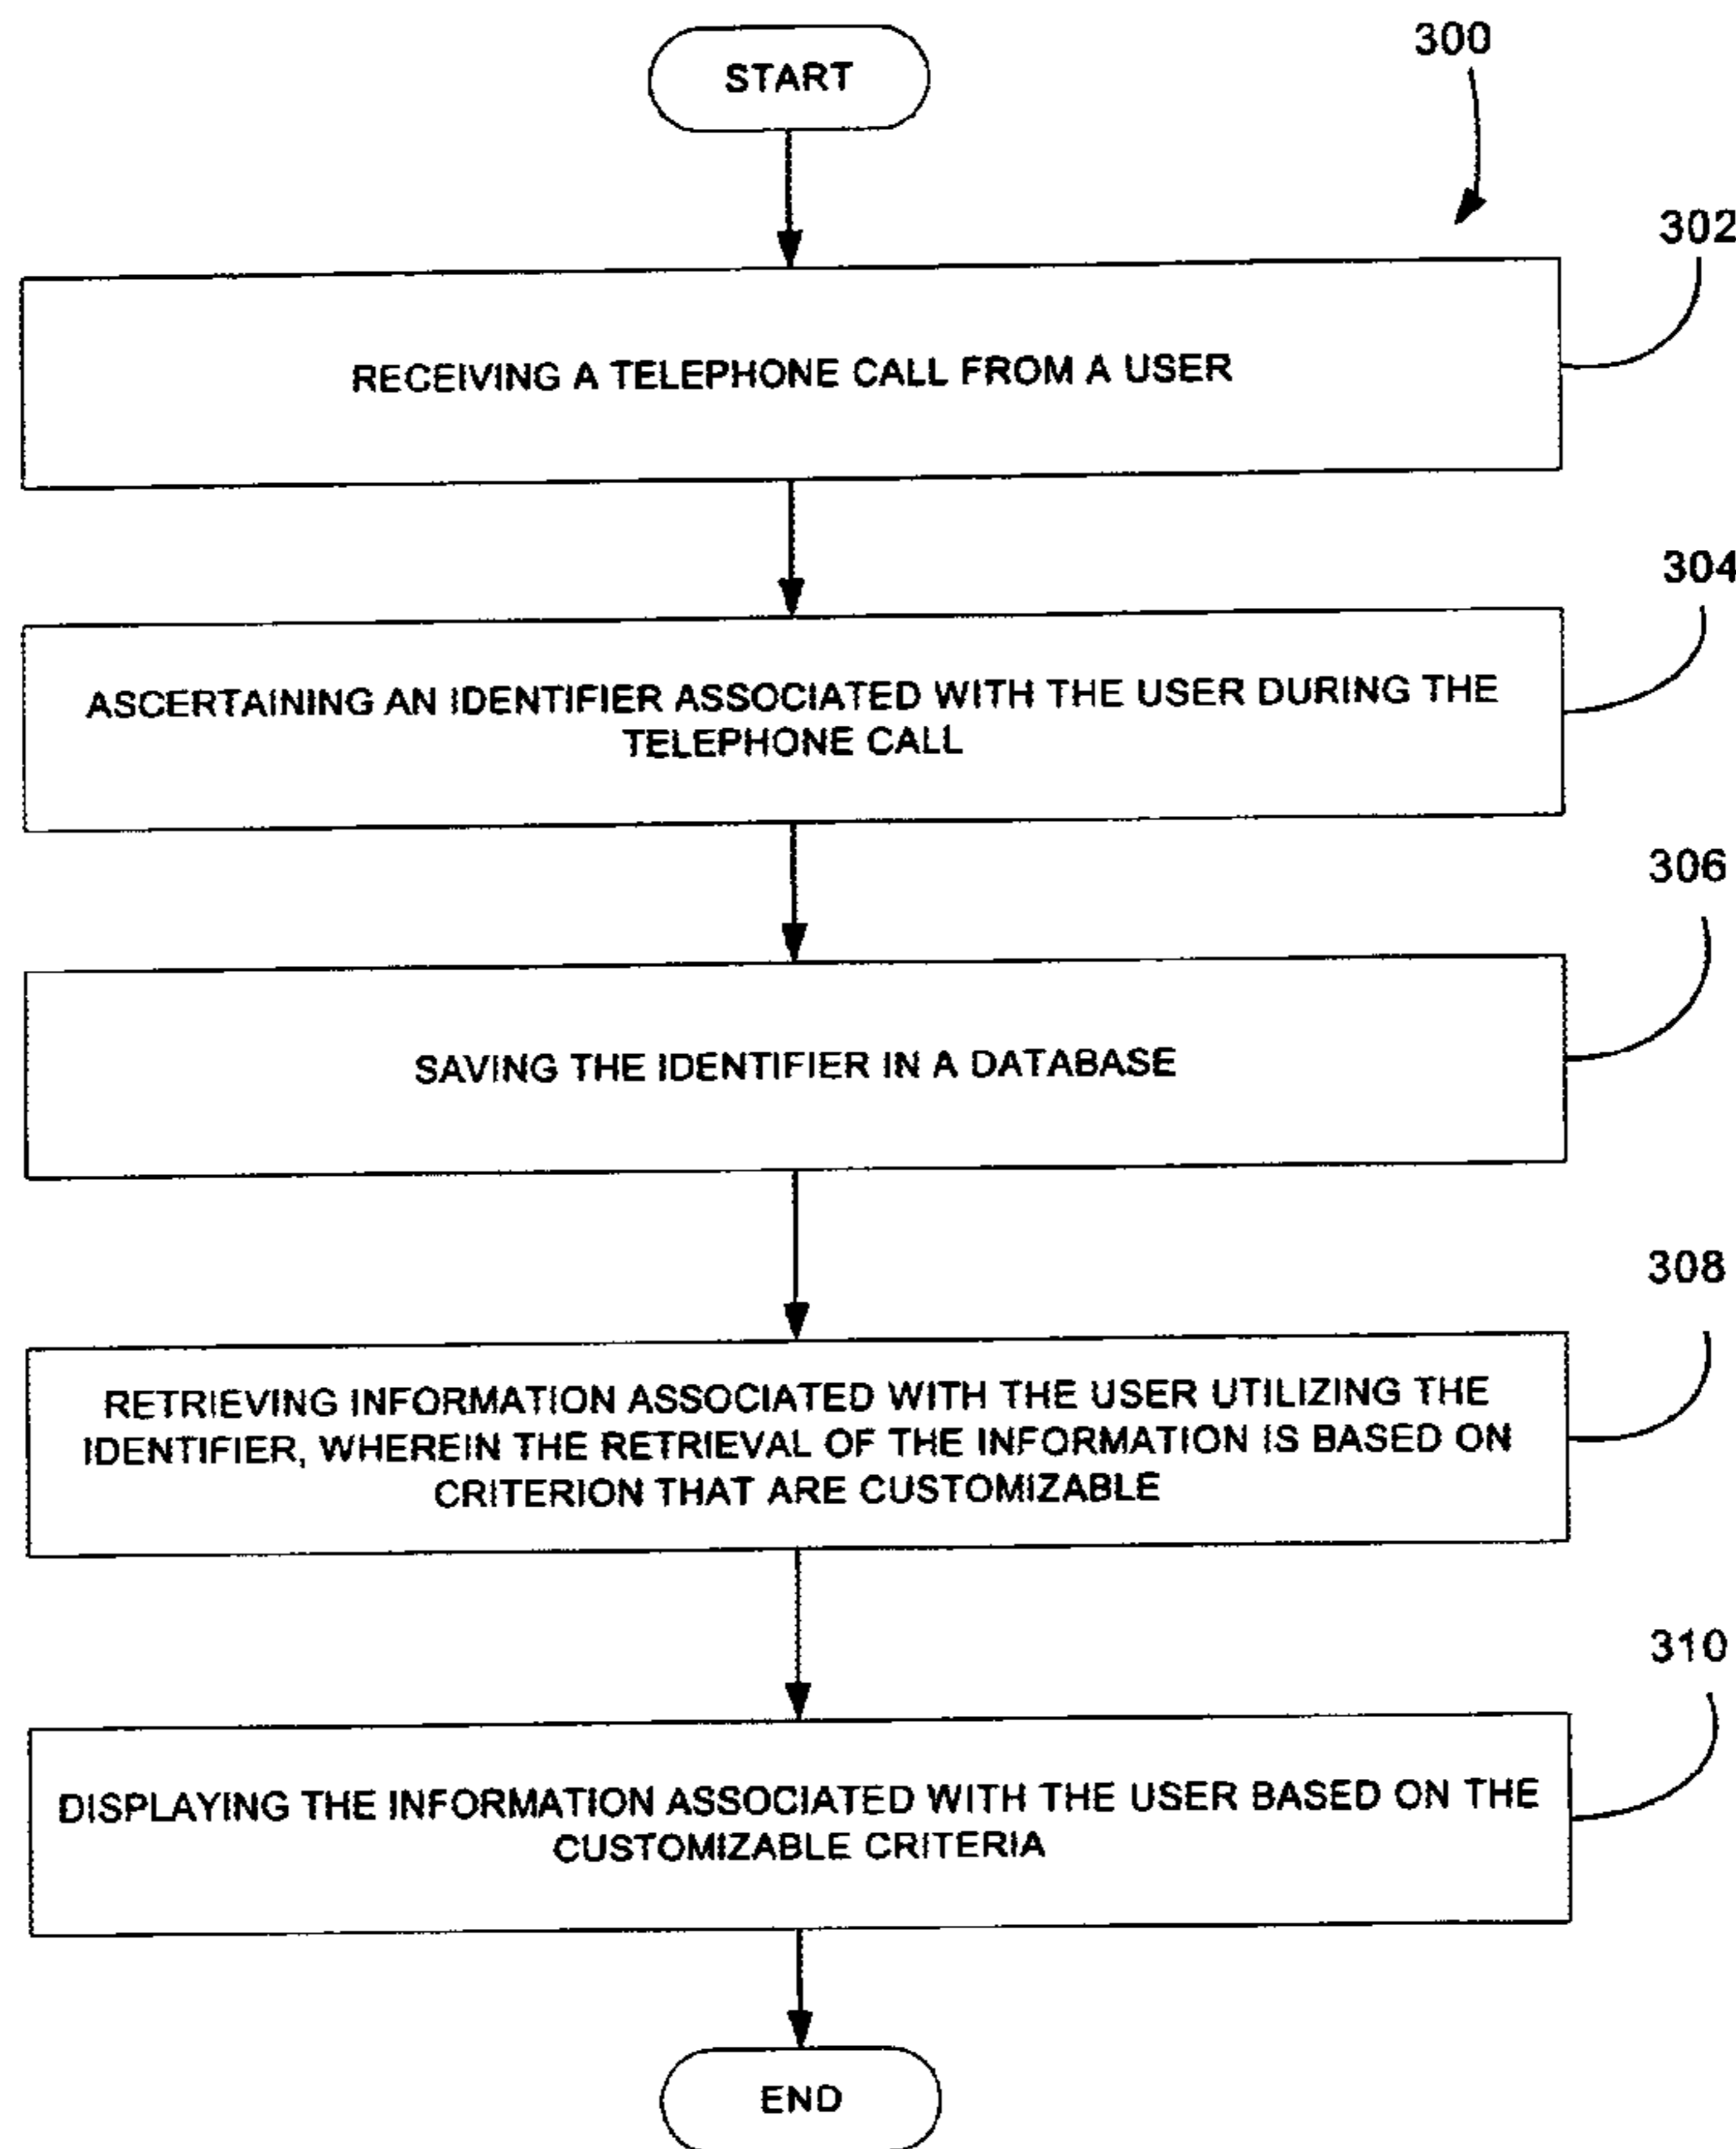 START
300
302
RECEIVING A TELEPHONE CALL FROM A USER
304
ASCERTAINING AN IDENTIFIER ASSOCIATED WITH THE USER DURING THE
TELEPHONE CALL
306
SAVING THE IDENTIFIER IN A DATABASE
308
RETRIEVING INFORMATION ASSOCIATED WITH THE USER UTILIZING THE
IDENTIFIER, WHEREIN THE RETRIEVAL OF THE INFORMATION IS BASED ON
CRITERION THAT ARE CUSTOMIZABLE
310
DISPLAYING THE INFORMATION ASSOCIATED WITH THE USER BASED ON THE
CUSTOMIZABLE CRITERIA
END